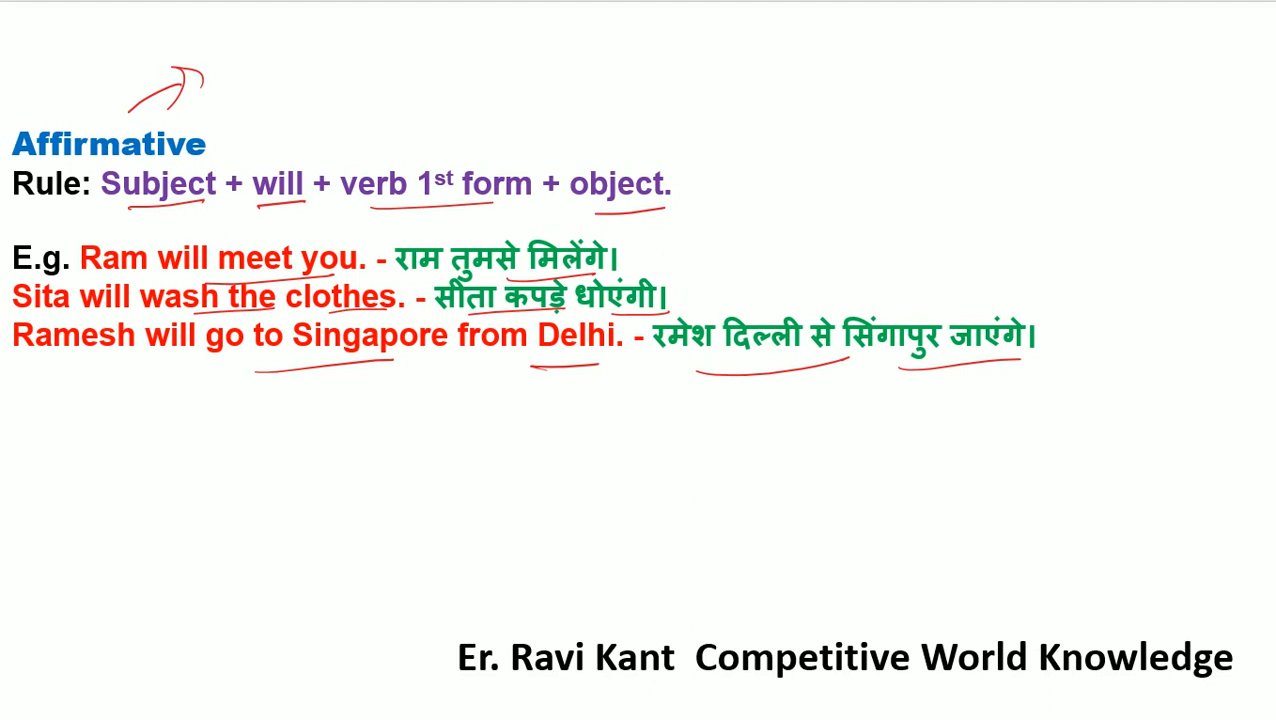 Affirmative
Rule: Subject + will + verb 1st form + object.
E.g. Ram will meet you. - राम तुमसे मिलेंगे।
Sita will wash the clothes. - सीता कपड़े धोएंगी।
Ramesh will go to Singapore from Delhi. - रमेश दिल्ली से सिंगापुर जाएंगे।
Er. Ravi Kant  Competitive World Knowledge